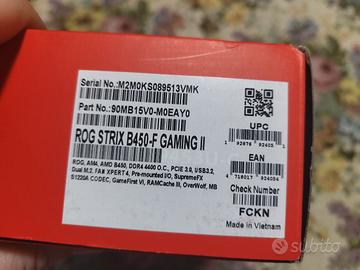 Serial No.:M2M0KS089513VMK
Part No.:90MB15V0-M0EAY0
ROG STRIX B450-F GAMING II
ROG, AM4, AMD B450, DDR4 4400 O.C., PCIE 3.0, USB3.2,
Dual M.2, FAN XPERT 4, Pre-mounted I/O, SupremeFX
S1220A CODEC, GameFirst VI, RAMCache III, OverWolf, MB
UPC
EAN
Check Number
FCKN
Made in Vietnam
subito